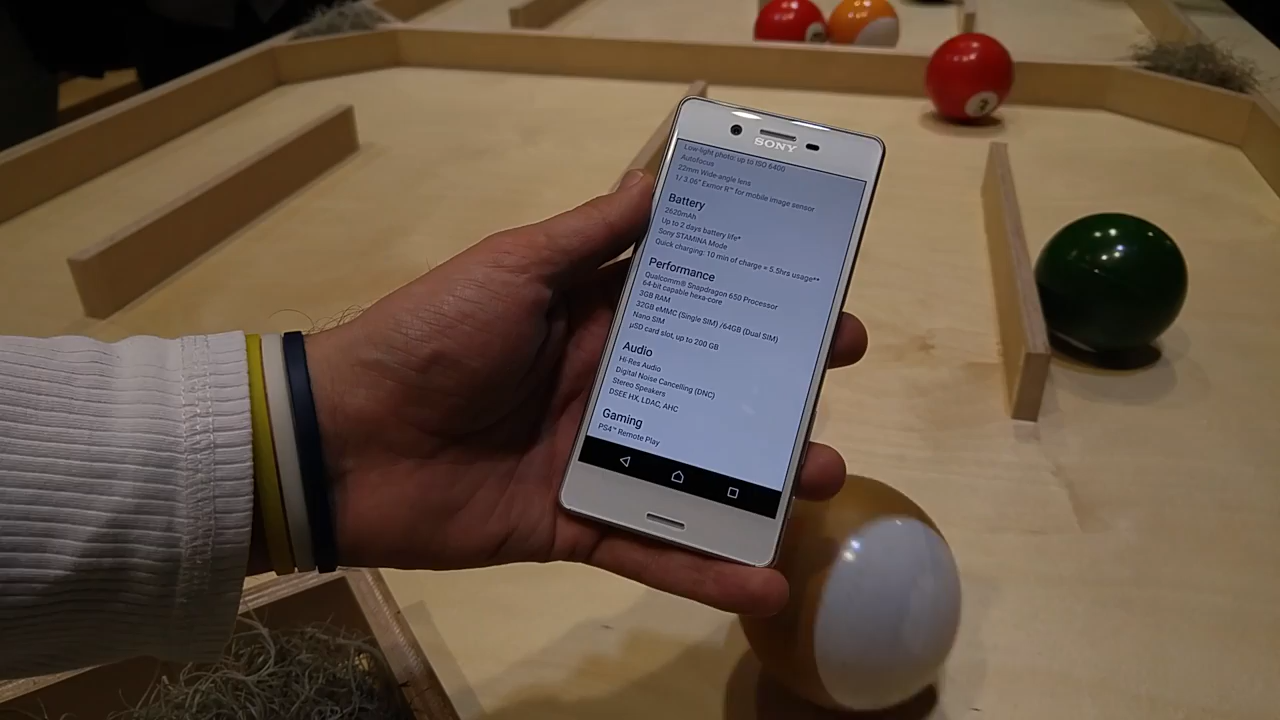 SONY
Low-light photo: up to ISO 6400
Autofocus
22mm Wide-angle lens
1/3.06" Exmor R™ for mobile image sensor
Battery
2620mAh
Up to 2 days battery life*
Sony STAMINA Mode
Quick charging: 10 min of charge = 5.5hrs usage**
Performance
Qualcomm® Snapdragon 650 Processor
64-bit capable hexa-core
3GB RAM
32GB eMMC (Single SIM) /64GB (Dual SIM)
Nano SIM
µSD card slot, up to 200 GB
Audio
Hi-Res Audio
Digital Noise Cancelling (DNC)
Stereo Speakers
DSEE HX, LDAC, AHC
Gaming
PS4™ Remote Play